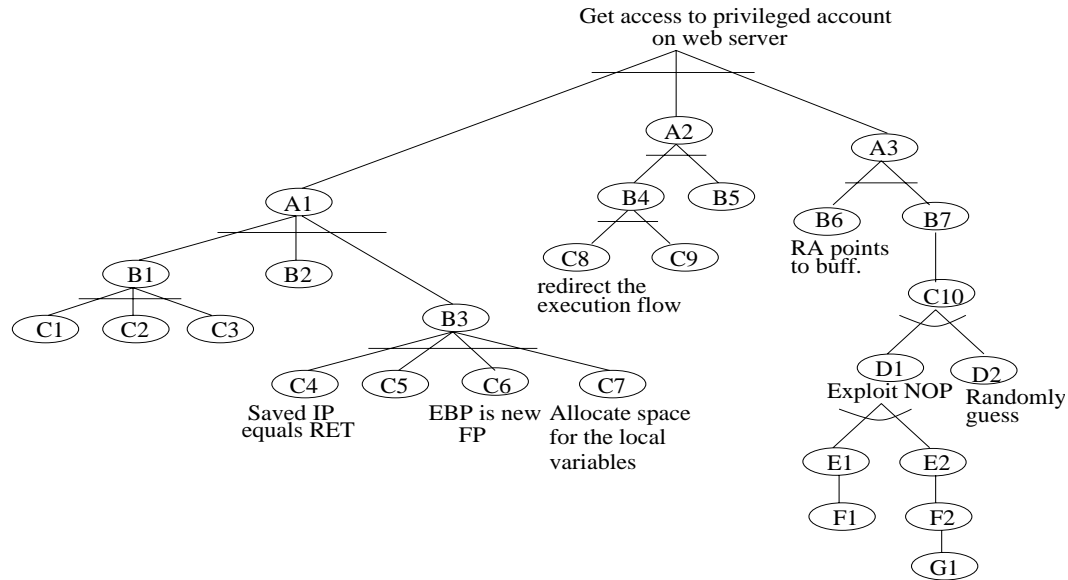 Get access to privileged account
on web server
A2
A3
A1
B4
B5
B6
B7
RA points
to buff.
B1
B2
C8
C9
redirect the
execution flow
C10
C1
C2
C3
B3
D1
D2
Exploit NOP
Randomly
guess
C4
C5
C6
C7
Saved IP
equals RET
EBP is new
FP
Allocate space
for the local
variables
E1
E2
F1
F2
G1